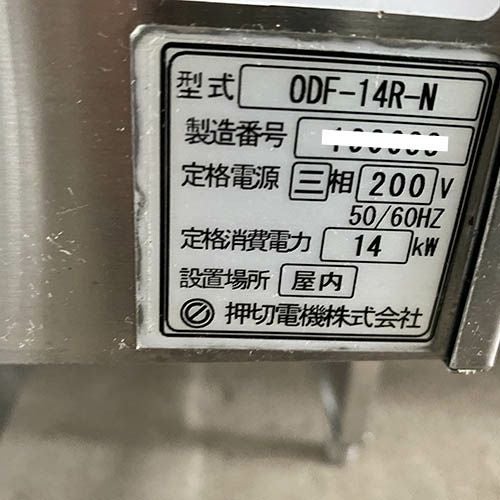 型式 ODF-14R-N
製造番号
定格電源 三相 200 V
50/60HZ
定格消費電力 14 kW
設置場所 屋内
押切電機株式会社